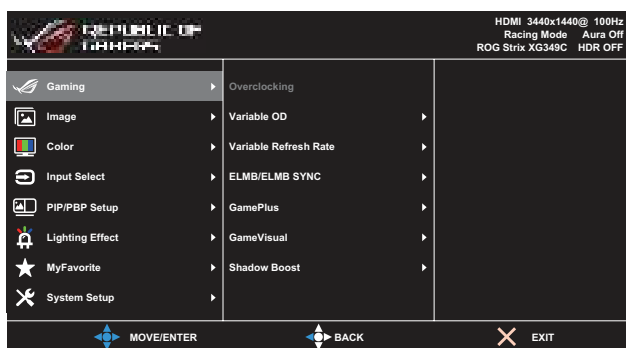 REPUBLIC OF
GAMERS
HDMI 3440x1440@ 100Hz
Racing Mode Aura Off
ROG Strix XG349C HDR OFF
Gaming
Image
Color
Input Select
PIP/PBP Setup
Lighting Effect
MyFavorite
System Setup
Overclocking
Variable OD
Variable Refresh Rate
ELMB/ELMB SYNC
GamePlus
GameVisual
Shadow Boost
MOVE/ENTER
BACK
EXIT